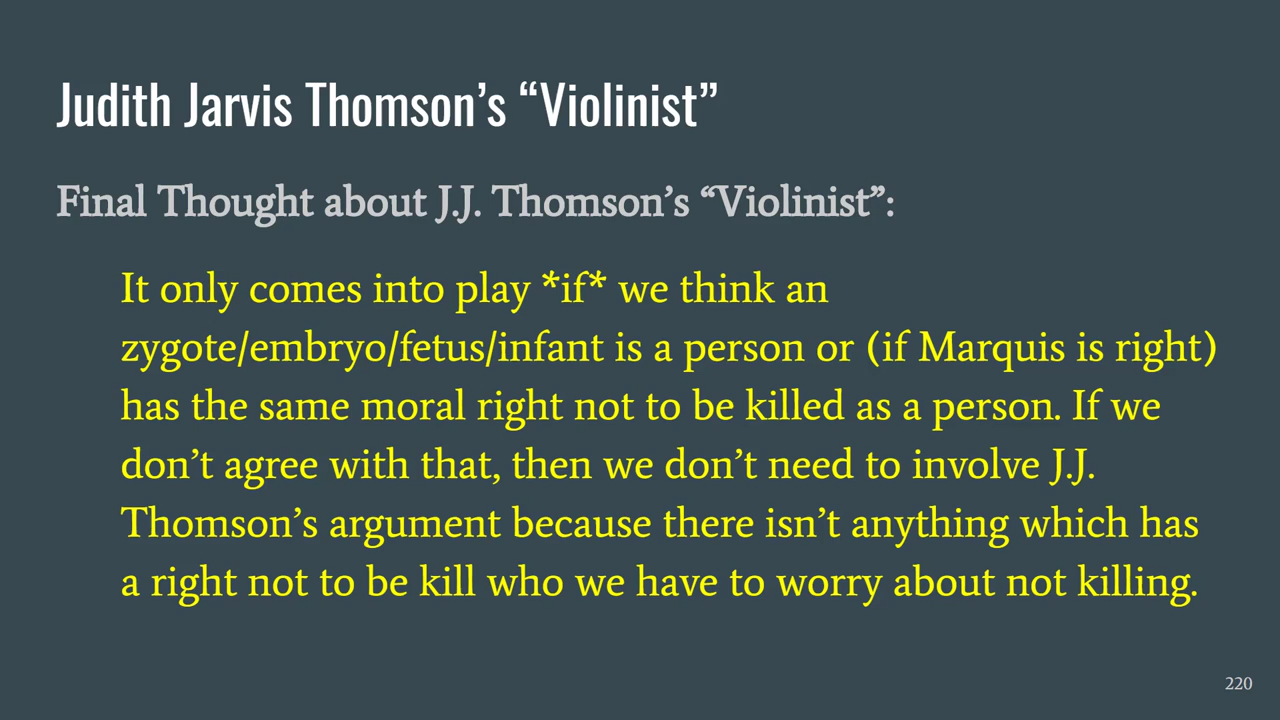 Judith Jarvis Thomson’s “Violinist”
Final Thought about J.J. Thomson’s “Violinist”:
It only comes into play *if* we think an
zygote/embryo/fetus/infant is a person or (if Marquis is right)
has the same moral right not to be killed as a person. If we
don’t agree with that, then we don’t need to involve J.J.
Thomson’s argument because there isn’t anything which has
a right not to be kill who we have to worry about not killing.
220